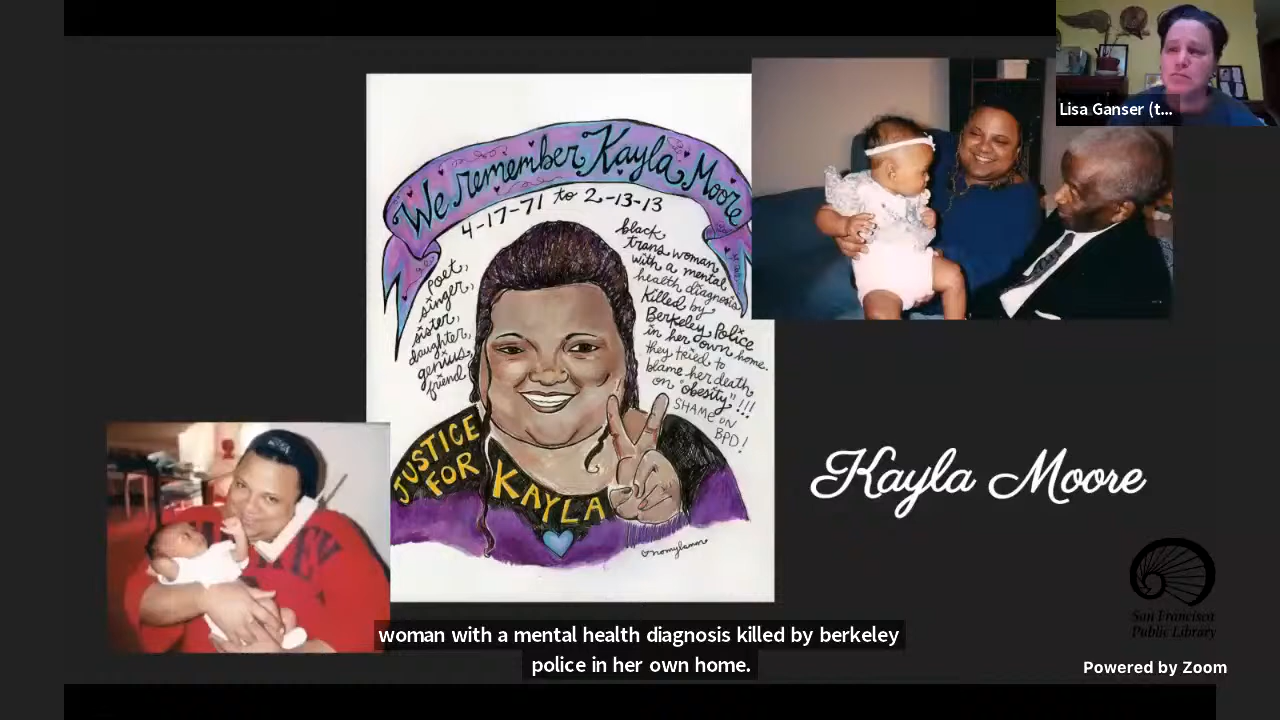 Lisa Ganser (t...
We remember Kayla Moore
4-17-71 to 2-13-13
poet,
singer,
sister,
daughter,
genius,
friend
black,
trans woman
with a mental
health diagnosis
killed by
Berkeley Police
in her own home.
they tried to
blame her death
on "obesity"!!!
SHAME ON
BPD!
JUSTICE
FOR
KAYLA
nomylamm
Kayla Moore
San Francisco
Public Library
woman with a mental health diagnosis killed by berkeley
police in her own home.
Powered by Zoom